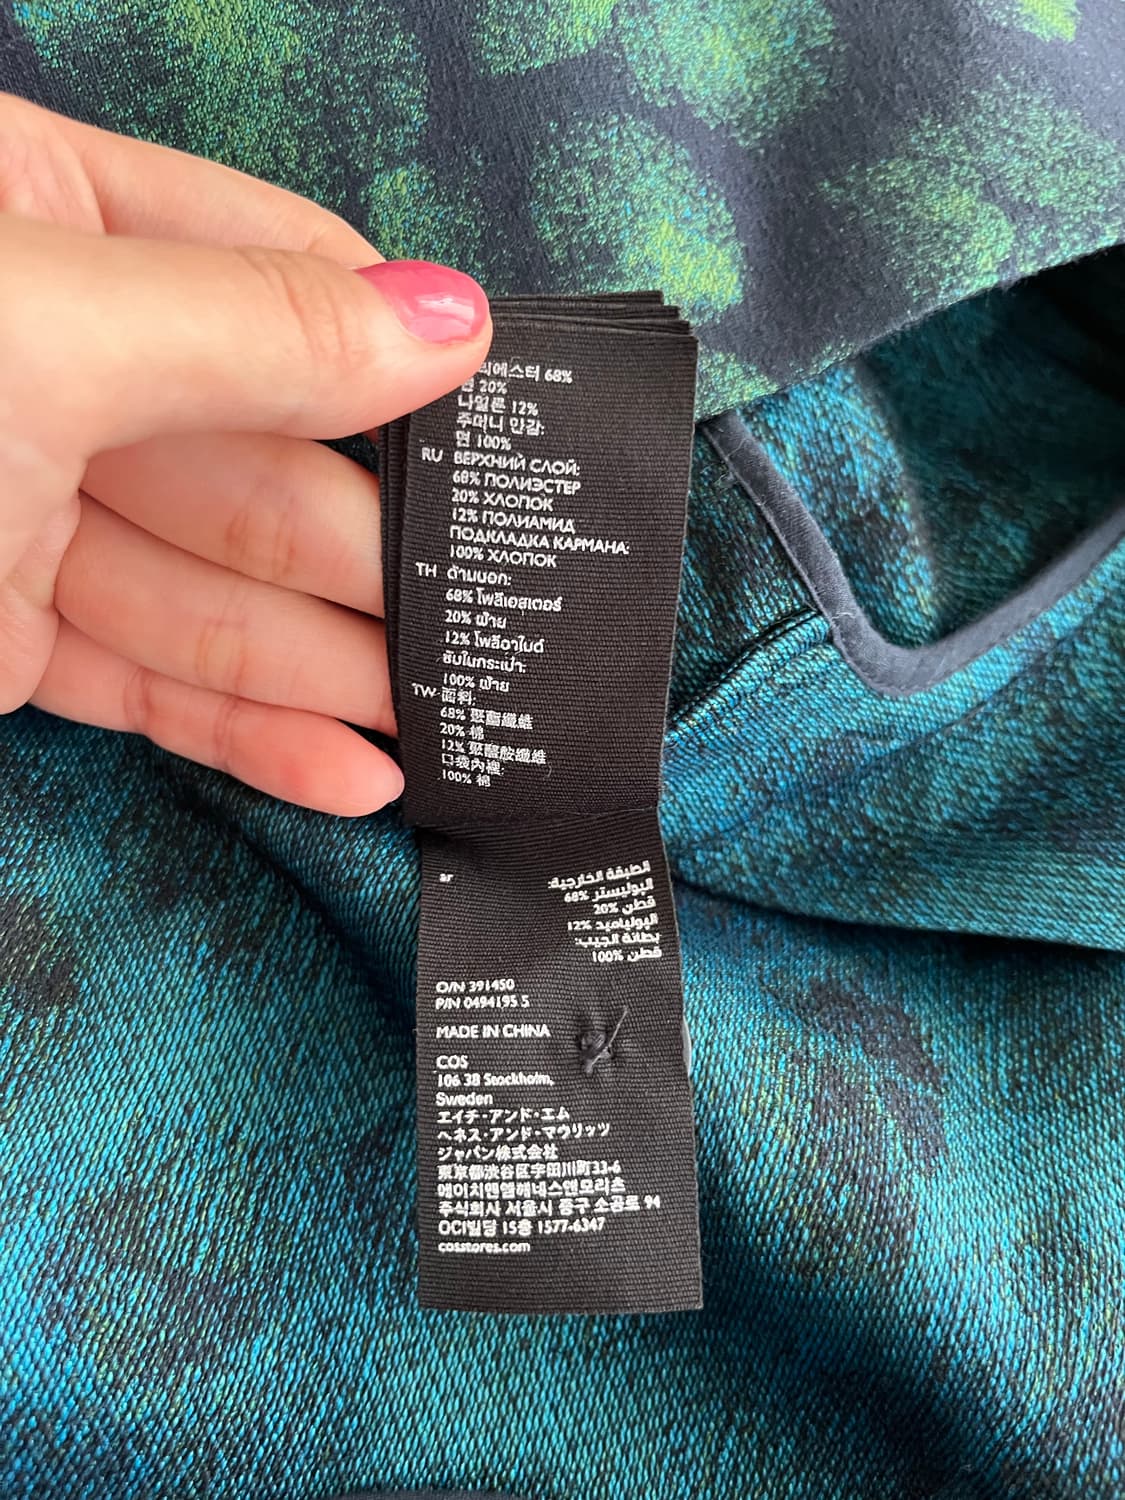 리에스터 68%
면 20%
나일론 12%
주머니 안감:
면 100%
RU ВЕРХНИЙ СЛОЙ:
68% ПОЛИЭСТЕР
20% ХЛОПОК
12% ПОЛИАМИД
ПОДКЛАДКА КАРМАНА:
100% ХЛОПОК
TH ด้านนอก:
68% โพลีเอสเตอร์
20% ฝ้าย
12% โพลีอาไมด์
ซับในกระเป๋า:
100% ฝ้าย
TW 面料:
68% 聚酯纖維
20% 棉
12% 聚醯胺纖維
口袋內裡:
100% 棉
ar الطبقة الخارجية:
البوليستر 68%
قطن 20%
البولياميد 12%
بطانة الجيب:
قطن 100%
O/N 391450
P/N 0494195 5
MADE IN CHINA
COS
106 38 Stockholm,
Sweden
エイチ・アンド・エム
ヘネス・アンド・マウリッツ
ジャパン株式会社
東京都渋谷区宇田川町33-6
에이치앤엠헤네스앤모리츠
주식회사 서울시 중구 소공로 94
OCI빌딩 15층 1577-6347
cosstores.com